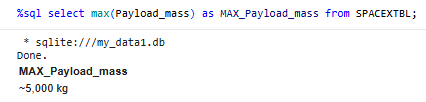 %sql select max(Payload_mass) as MAX_Payload_mass from SPACEXTBL;
* sqlite:///my_data1.db
Done.
MAX_Payload_mass
~5,000 kg